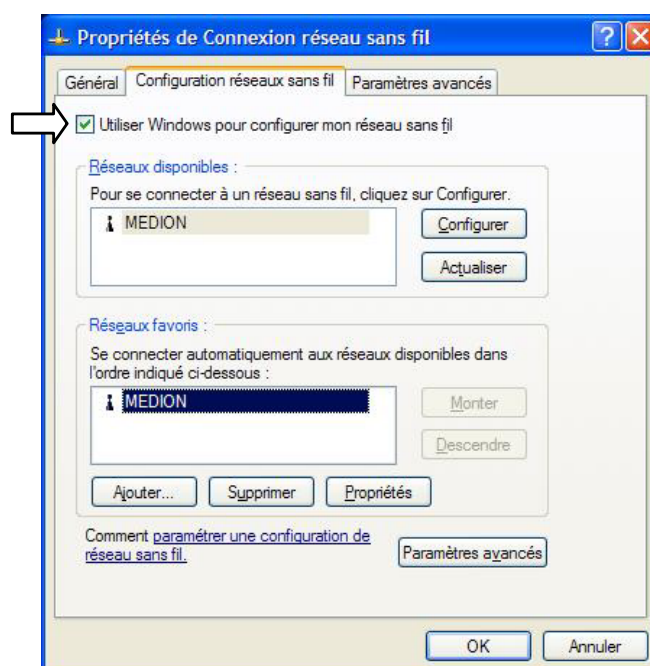 Propriétés de Connexion réseau sans fil
Général Configuration réseaux sans fil Paramètres avancés
Utiliser Windows pour configurer mon réseau sans fil
Réseaux disponibles :
Pour se connecter à un réseau sans fil, cliquez sur Configurer.
MEDION
Configurer
Actualiser
Réseaux favoris :
Se connecter automatiquement aux réseaux disponibles dans
l'ordre indiqué ci-dessous :
MEDION
Monter
Descendre
Ajouter... Supprimer Propriétés
Comment paramétrer une configuration de
réseau sans fil.
Paramètres avancés
OK Annuler